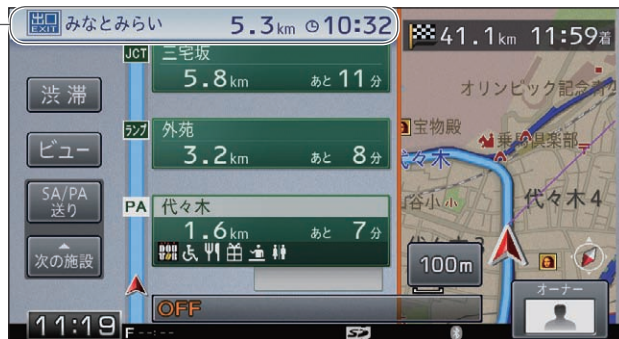 出口 EXIT みなとみらい 5.3km 10:32
41.1km 11:59着
JCT 三宅坂
5.8km あと11分
渋滞
ランプ 外苑
3.2km あと8分
ビュー
SA/PA送り
PA 代々木
1.6km あと7分
次の施設
OFF
11:19
F --:--
SD
オリンピック記念青
宝物殿
乗馬倶楽部
代々木
代々木4
100m
オーナー